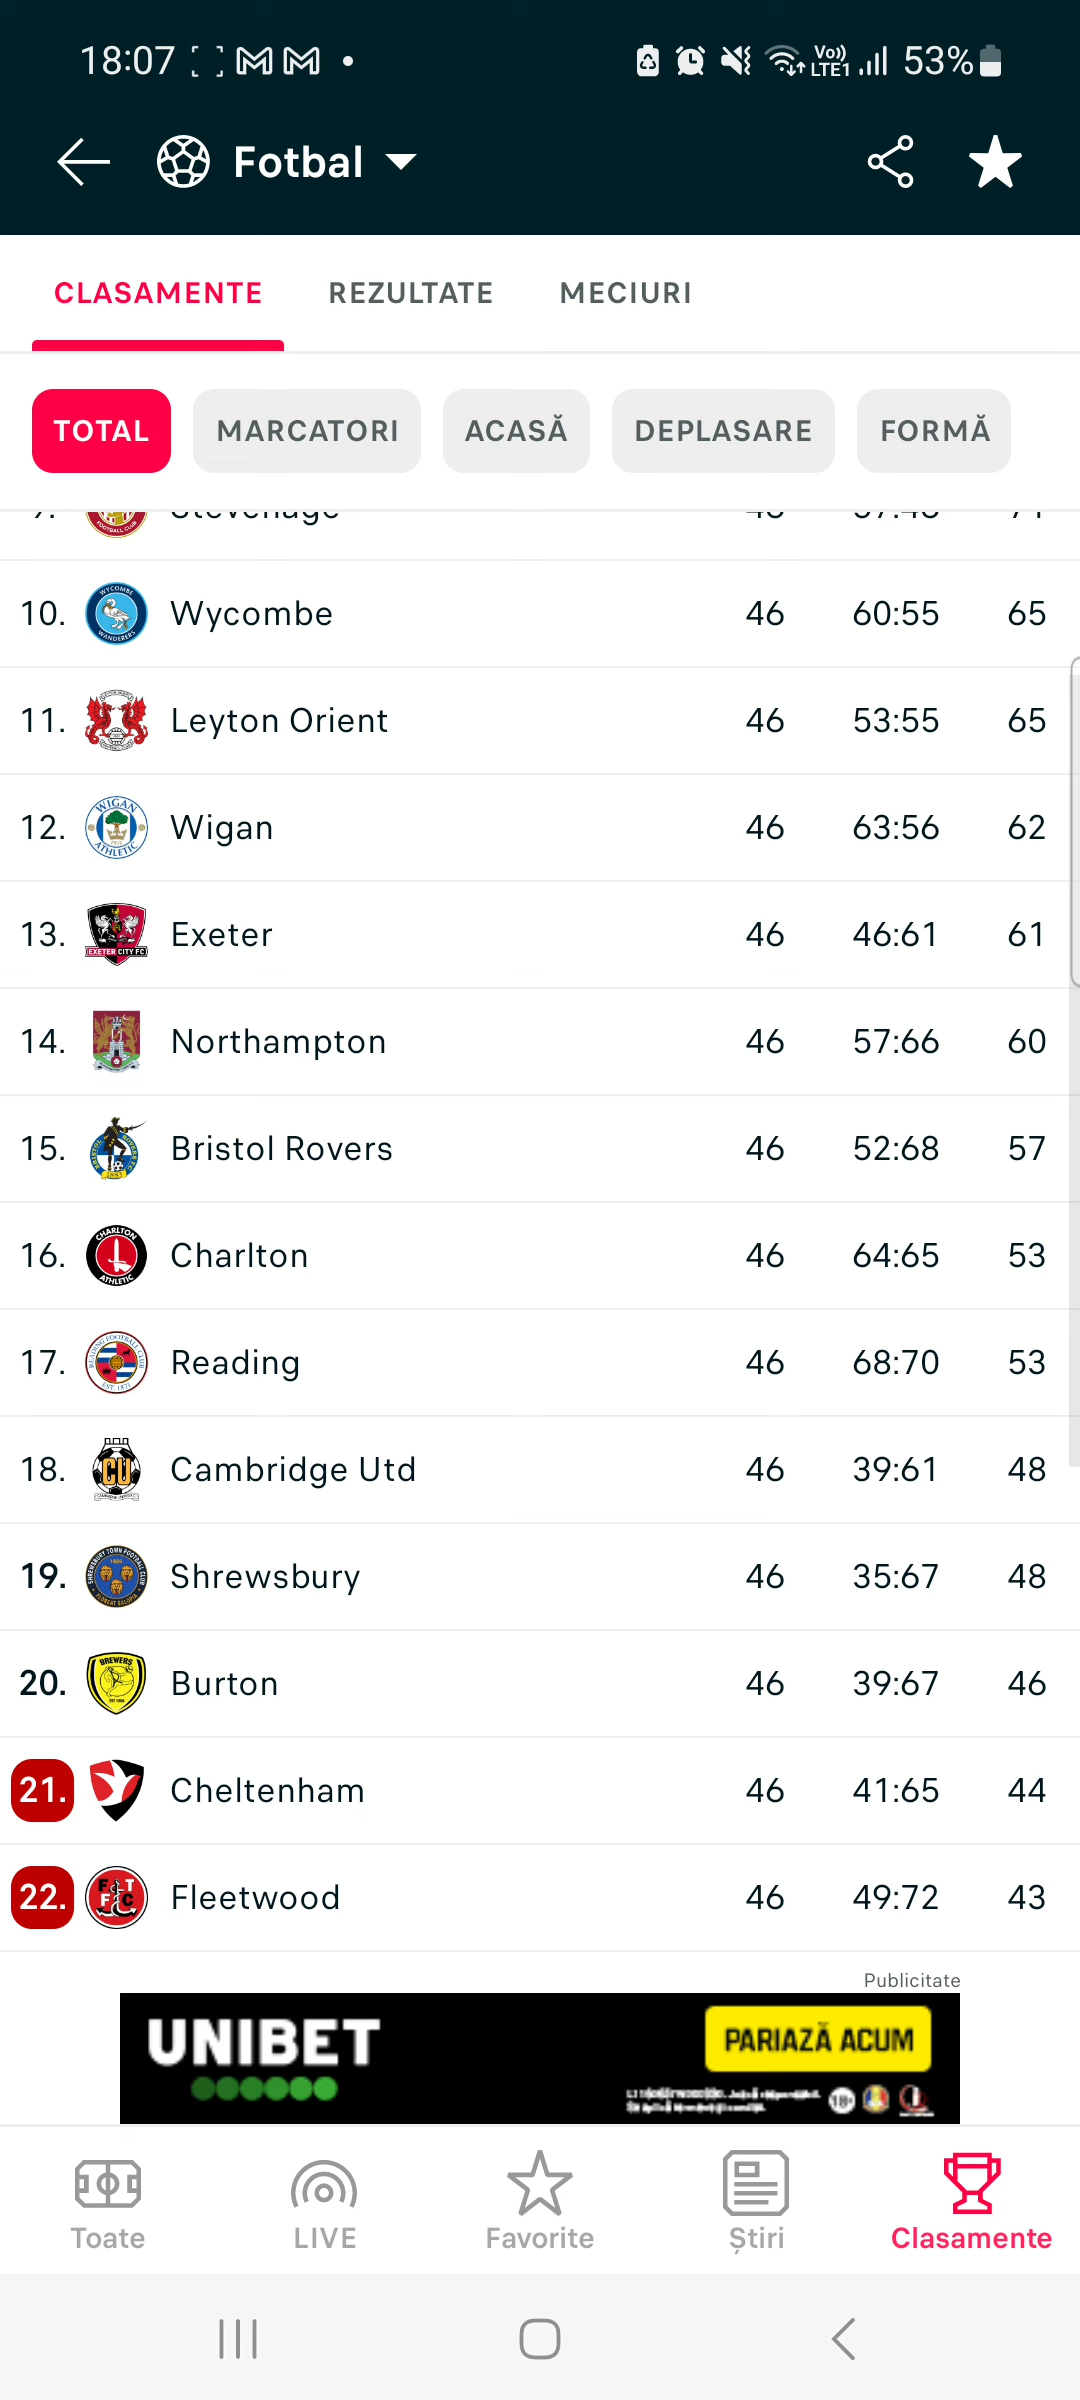 18:07 53%
Vo))
LTE1
Fotbal
CLASAMENTE REZULTATE MECIURI
TOTAL MARCATORI ACASĂ DEPLASARE FORMĂ
10. Wycombe 46 60:55 65
11. Leyton Orient 46 53:55 65
12. Wigan 46 63:56 62
13. Exeter 46 46:61 61
14. Northampton 46 57:66 60
15. Bristol Rovers 46 52:68 57
16. Charlton 46 64:65 53
17. Reading 46 68:70 53
18. Cambridge Utd 46 39:61 48
19. Shrewsbury 46 35:67 48
20. Burton 46 39:67 46
21. Cheltenham 46 41:65 44
22. Fleetwood 46 49:72 43
Publicitate
UNIBET PARIAZĂ ACUM
18+
Toate LIVE Favorite Știri Clasamente